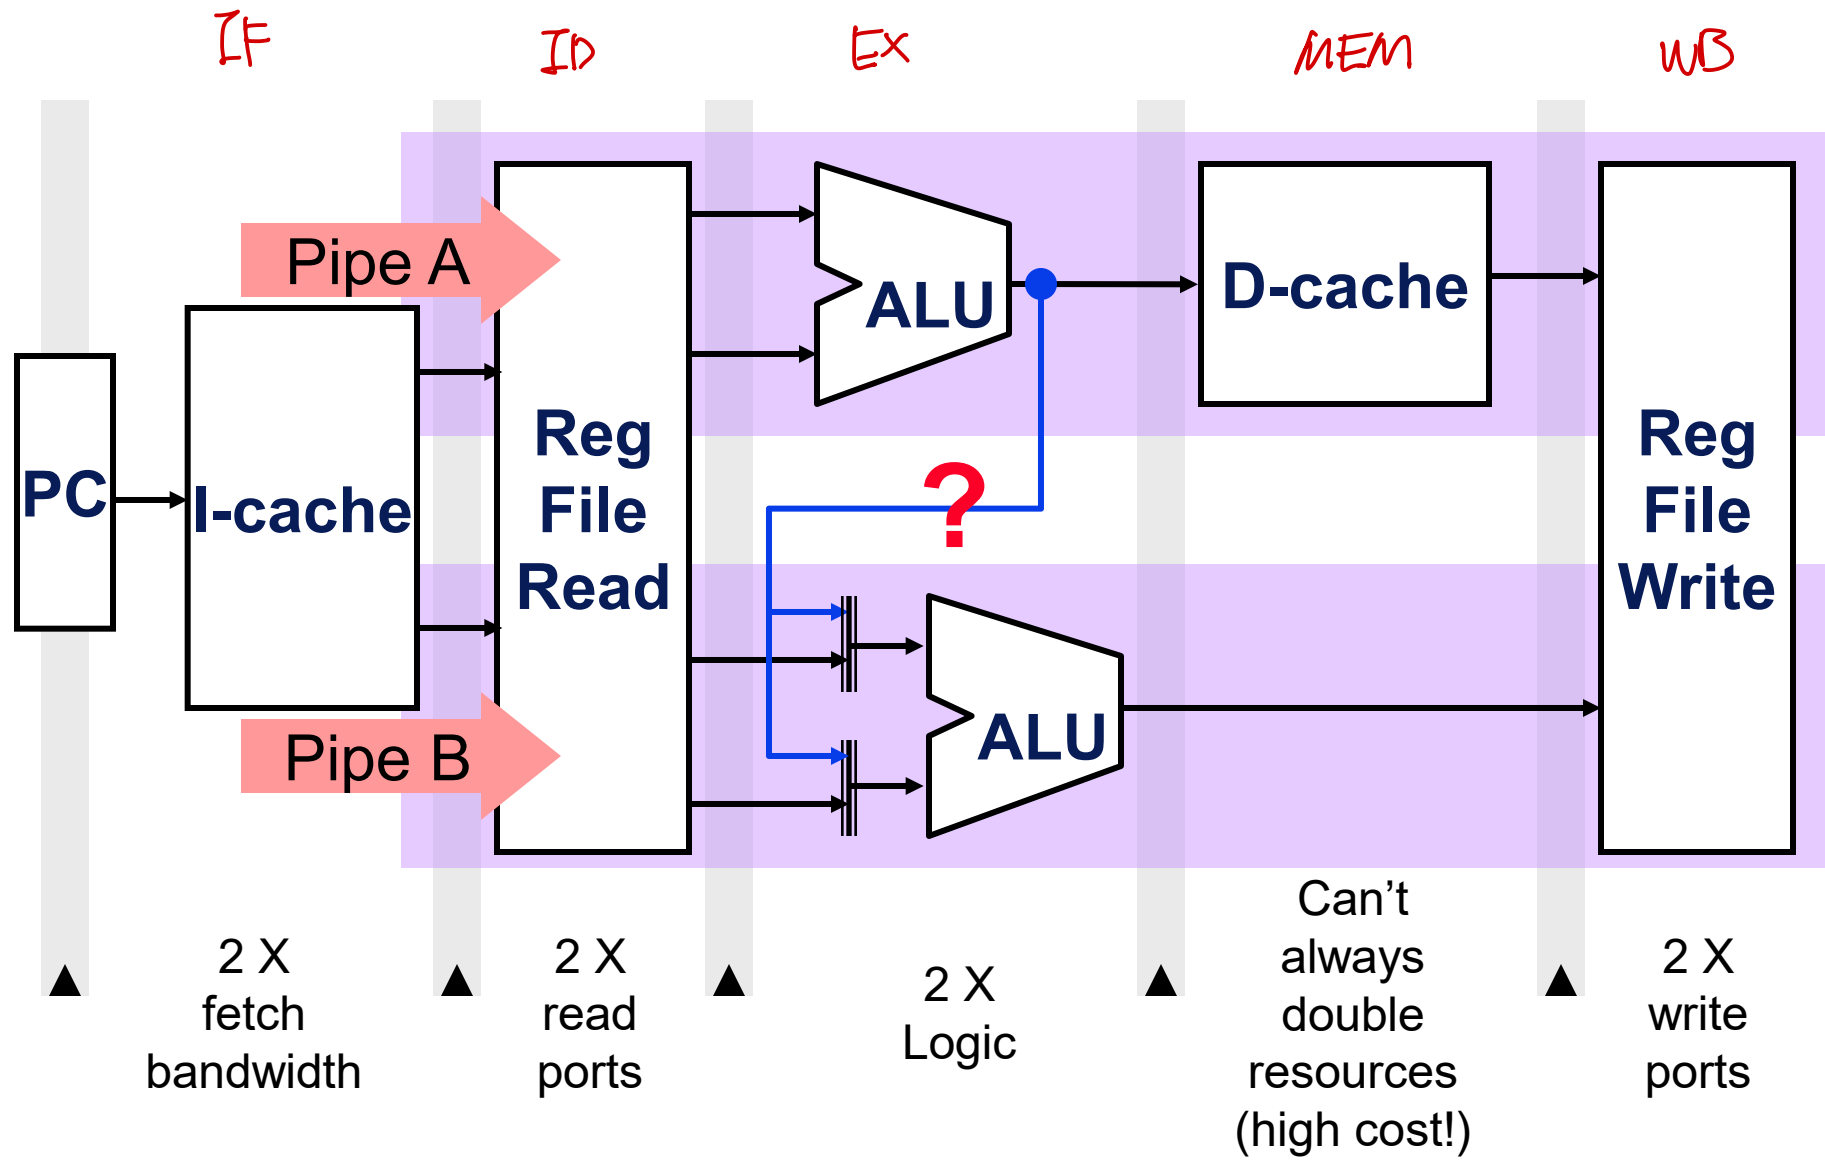 IF
ID
EX
MEM
WB
Pipe A
PC
I-cache
Reg
File
Read
ALU
D-cache
Reg
File
Write
?
Pipe B
ALU
2 X
fetch
bandwidth
2 X
read
ports
2 X
Logic
Can’t
always
double
resources
(high cost!)
2 X
write
ports